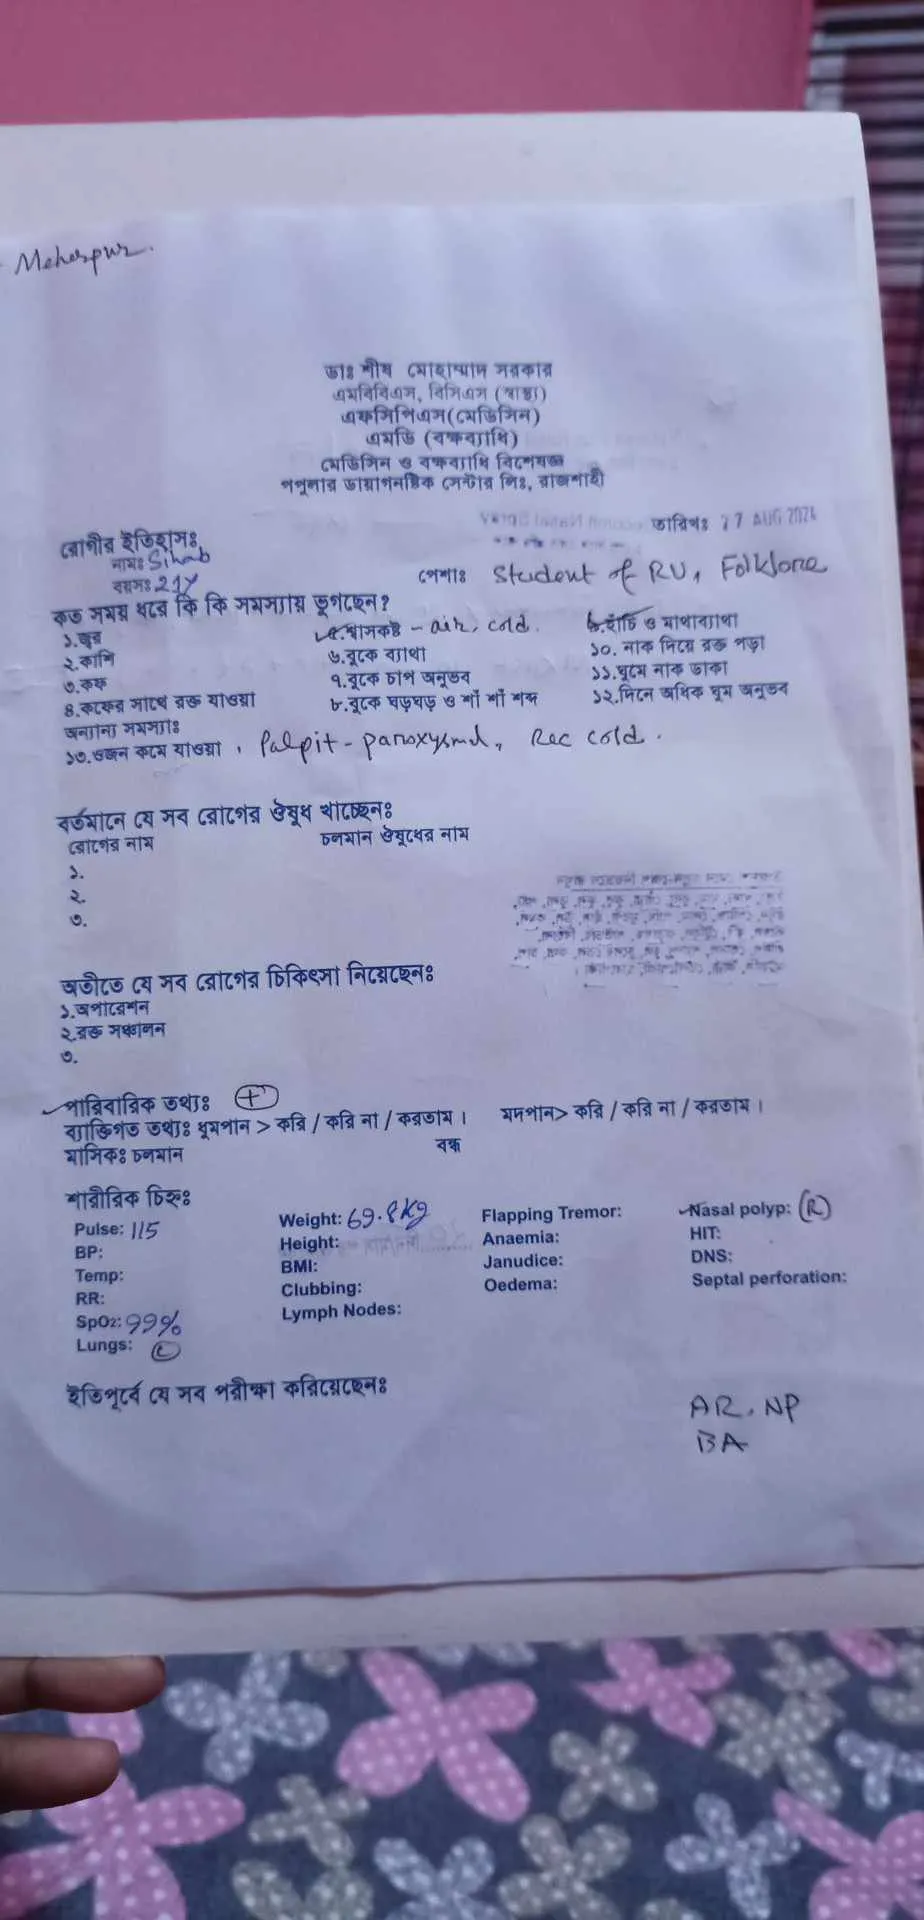 Meherpur.
ডাঃ শীষ মোহাম্মাদ সরকার
এমবিবিএস, বিসিএস (স্বাস্থ্য)
এফসিপিএস(মেডিসিন)
এমডি (বক্ষব্যাধি)
মেডিসিন ও বক্ষব্যাধি বিশেষজ্ঞ
পপুলার ডায়াগনষ্টিক সেন্টার লিঃ, রাজশাহী
তারিখঃ 17 AUG 2024
রোগীর ইতিহাসঃ
নামঃ Sihab
বয়সঃ 21y পেশাঃ Student of RU, Folklore
কত সময় ধরে কি কি সমস্যায় ভুগছেন?
১.জ্বর ৫.শ্বাসকষ্ট - air, cold. ৯.হাঁচি ও মাথাব্যাথা
২.কাশি ৬.বুকে ব্যাথা ১০. নাক দিয়ে রক্ত পড়া
৩.কফ ৭.বুকে চাপ অনুভব ১১.ঘুমে নাক ডাকা
৪.কফের সাথে রক্ত যাওয়া ৮.বুকে ঘড়ঘড় ও শাঁ শাঁ শব্দ ১২.দিনে অধিক ঘুম অনুভব
অন্যান্য সমস্যাঃ
১৩.ওজন কমে যাওয়া , Palpit - paroxysmal, Rec cold.
বর্তমানে যে সব রোগের ঔষুধ খাচ্ছেনঃ
রোগের নাম চলমান ঔষুধের নাম
১.
২.
৩.
অতীতে যে সব রোগের চিকিৎসা নিয়েছেনঃ
১.অপারেশন
২.রক্ত সঞ্চালন
৩.
পারিবারিক তথ্যঃ +
ব্যাক্তিগত তথ্যঃ ধুমপান > করি / করি না / করতাম। মদপান> করি / করি না / করতাম।
মাসিকঃ চলমান বন্ধ
শারীরিক চিহ্নঃ
Pulse: 115 Weight: 69.8kg Flapping Tremor: Nasal polyp: (R)
BP: Height: Anaemia: HIT:
Temp: BMI: Janudice: DNS:
RR: Clubbing: Oedema: Septal perforation:
SpO2: 99% Lymph Nodes:
Lungs:
ইতিপূর্বে যে সব পরীক্ষা করিয়েছেনঃ
AR, NP
BA